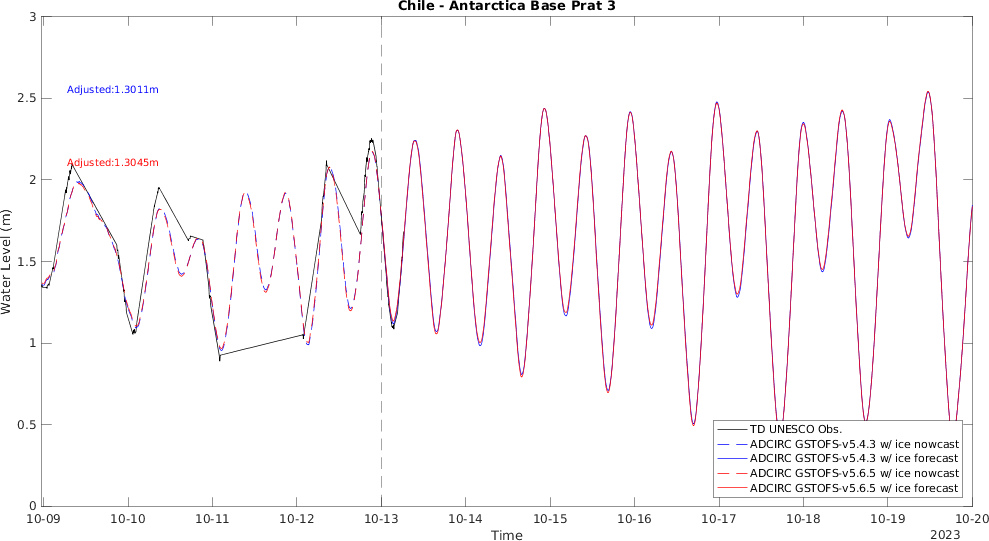 Chile - Antarctica Base Prat 3
3
2.5
2
1.5
1
0.5
0
Water Level (m)
Adjusted:1.3011m
Adjusted:1.3045m
TD UNESCO Obs.
ADCIRC GSTOFS-v5.4.3 w/ ice nowcast
ADCIRC GSTOFS-v5.4.3 w/ ice forecast
ADCIRC GSTOFS-v5.6.5 w/ ice nowcast
ADCIRC GSTOFS-v5.6.5 w/ ice forecast
10-09 10-10 10-11 10-12 10-13 10-14 10-15 10-16 10-17 10-18 10-19 10-20
Time
2023